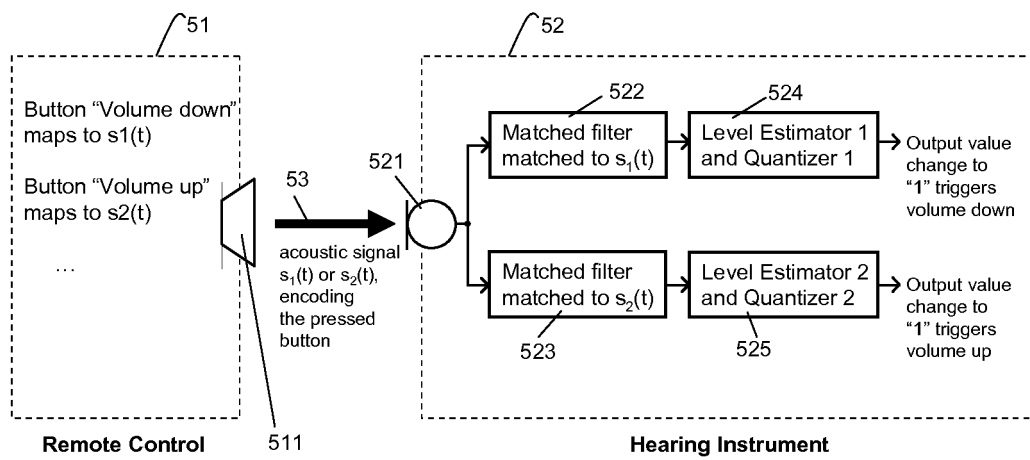 51
52
Button “Volume down”
maps to s1(t)
Button “Volume up”
maps to s2(t)
...
511
53
acoustic signal
s₁(t) or s₂(t),
encoding
the pressed
button
521
522
Matched filter
matched to s₁(t)
524
Level Estimator 1
and Quantizer 1
Output value
change to
“1” triggers
volume down
Matched filter
matched to s₂(t)
523
Level Estimator 2
and Quantizer 2
525
Output value
change to
“1” triggers
volume up
Remote Control
Hearing Instrument